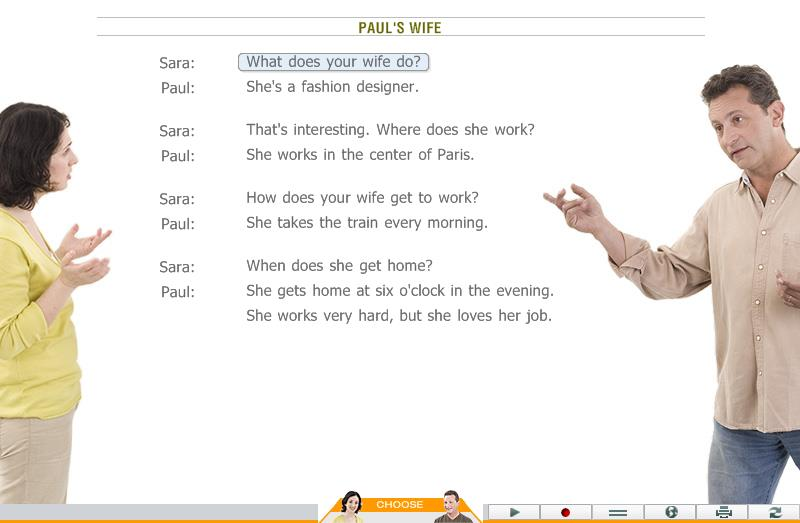 PAUL'S WIFE
Sara: What does your wife do?
Paul: She's a fashion designer.
Sara: That's interesting. Where does she work?
Paul: She works in the center of Paris.
Sara: How does your wife get to work?
Paul: She takes the train every morning.
Sara: When does she get home?
Paul: She gets home at six o'clock in the evening.
She works very hard, but she loves her job.
CHOOSE